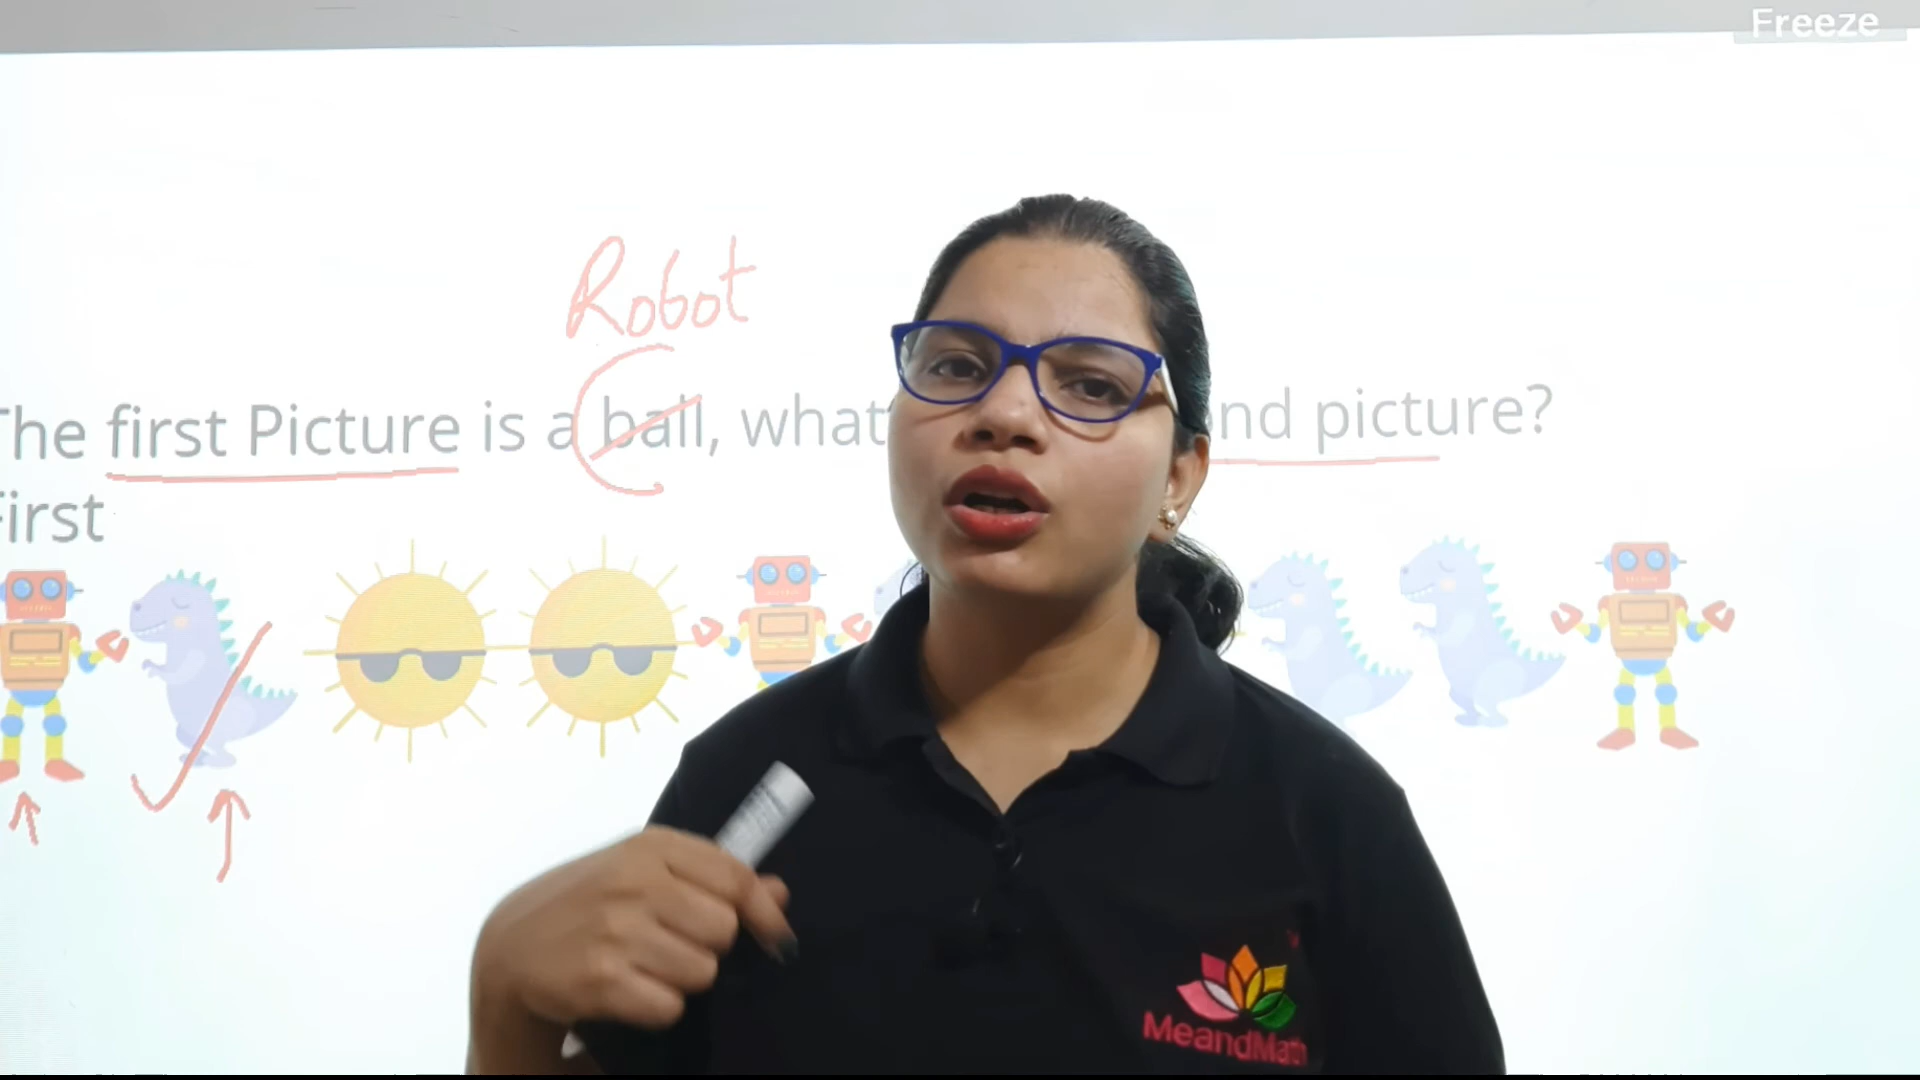 Freeze
Robot
The first Picture is a ball, what nd picture?
First
MeandMath